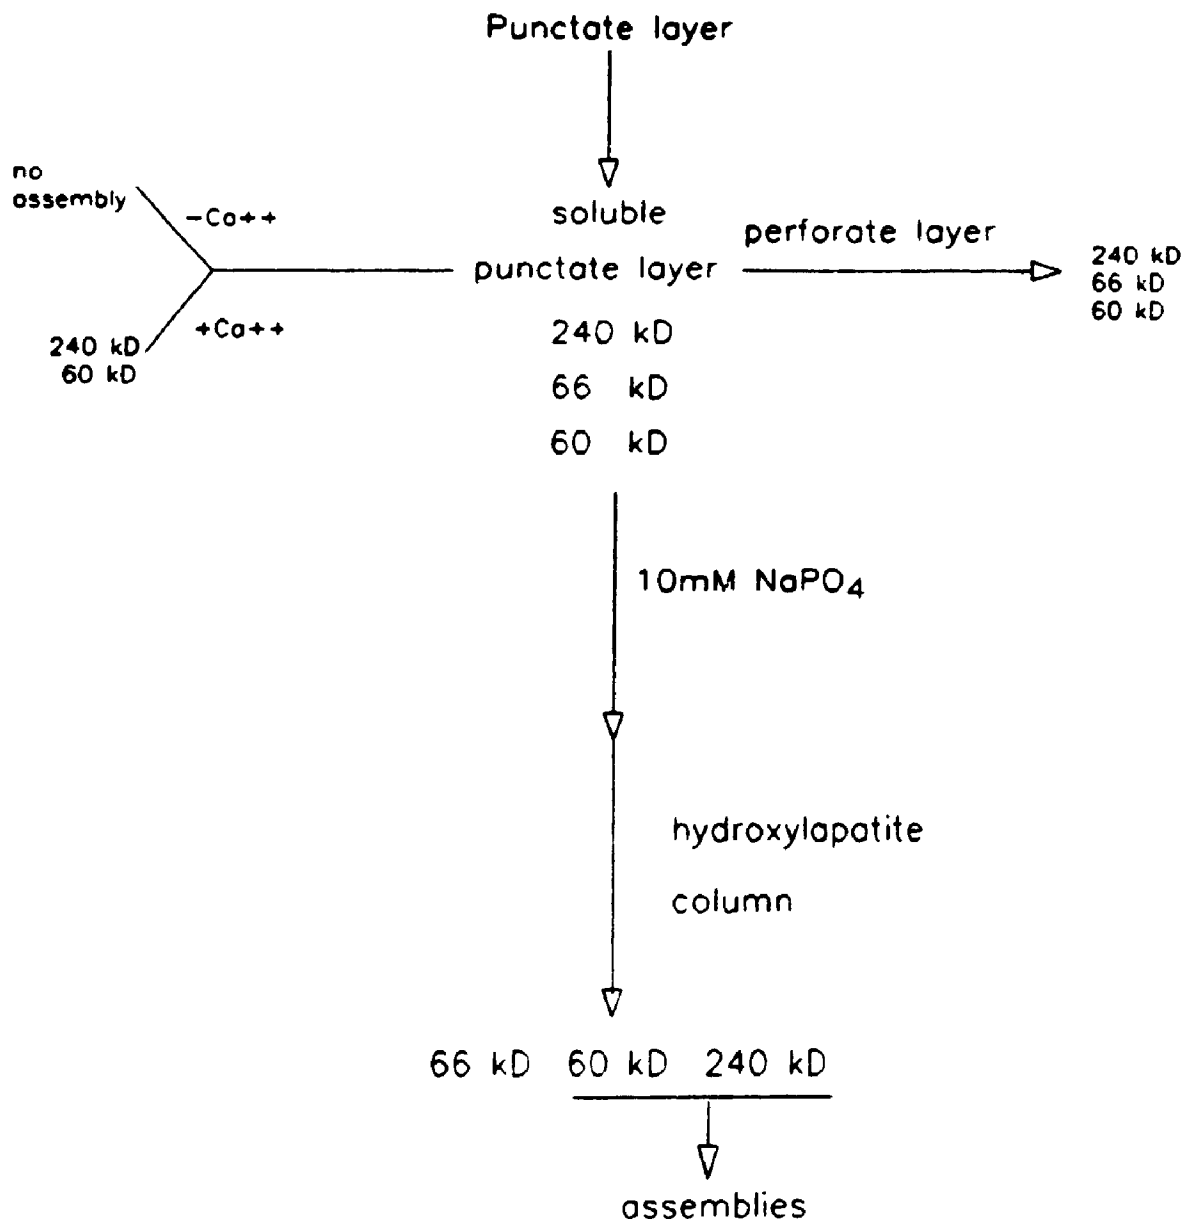 Punctate layer
no
assembly
-Ca++
soluble
perforate layer
punctate layer
240 kD
66 kD
60 kD
+Ca++
240 kD
60 kD
240 kD
66 kD
60 kD
10mM NaPO4
hydroxylapatite
column
66 kD 60 kD 240 kD
assemblies